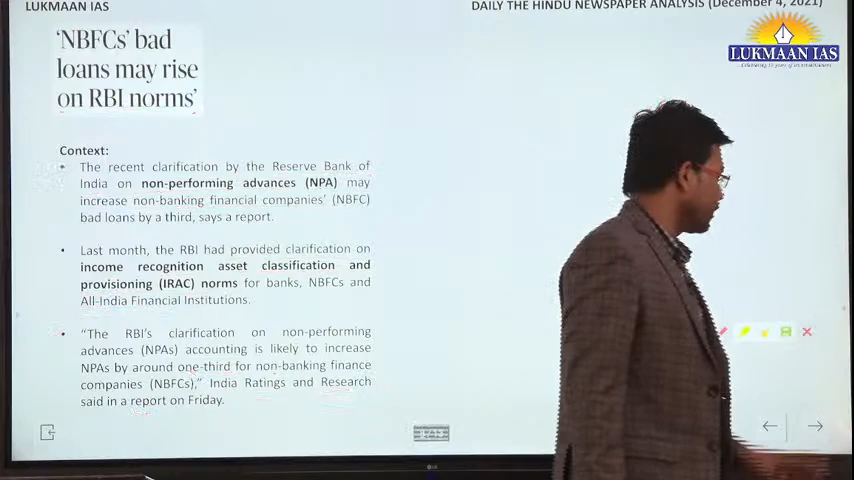 LUKMAAN IAS
DAILY THE HINDU NEWSPAPER ANALYSIS (December 4, 2021)
LUKMAAN IAS
‘NBFCs’ bad
loans may rise
on RBI norms’
Context:
• The recent clarification by the Reserve Bank of
India on non-performing advances (NPA) may
increase non-banking financial companies’ (NBFC)
bad loans by a third, says a report.
• Last month, the RBI had provided clarification on
income recognition asset classification and
provisioning (IRAC) norms for banks, NBFCs and
All-India Financial Institutions.
• “The RBI’s clarification on non-performing
advances (NPAs) accounting is likely to increase
NPAs by around one-third for non-banking finance
companies (NBFCs),” India Ratings and Research
said in a report on Friday.
LG